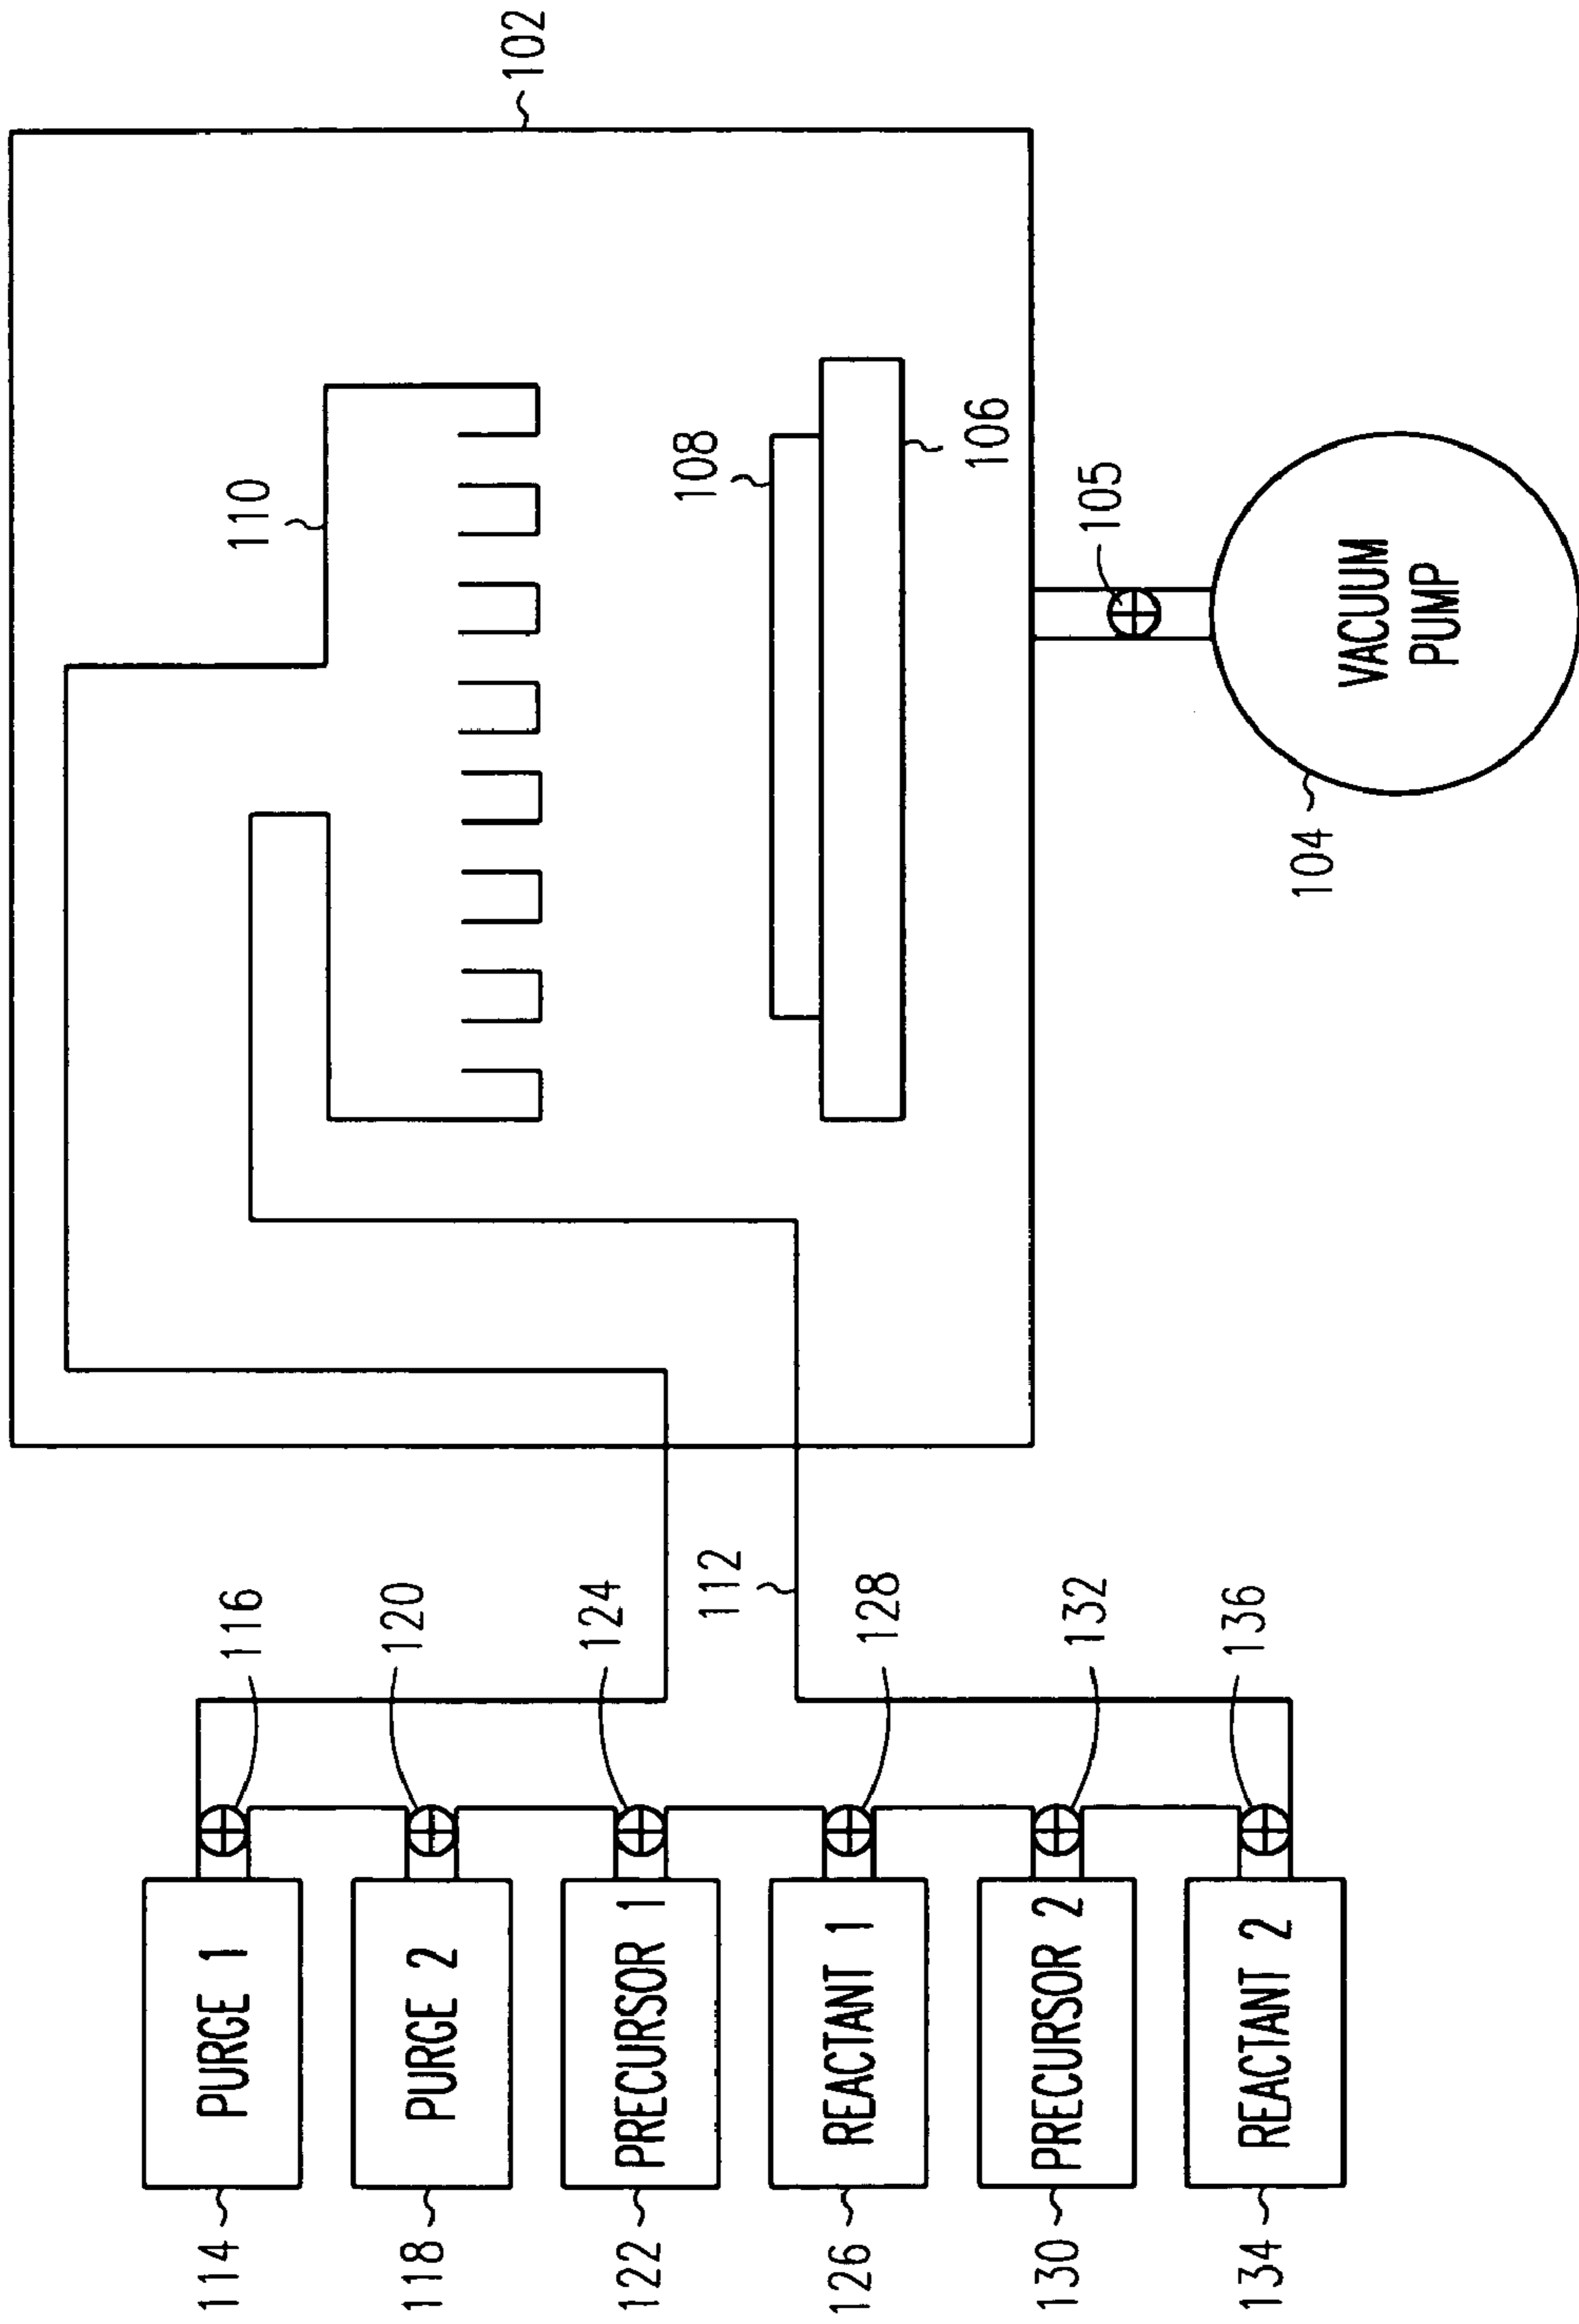 102
110
108
106
105
VACUUM
PUMP
104
112
116
120
124
128
132
136
PURGE 1
PURGE 2
PRECURSOR 1
REACTANT 1
PRECURSOR 2
REACTANT 2
114
118
122
126
130
134